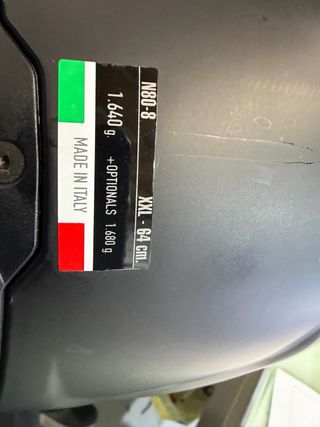 N80-8 XXL - 64 cm.
1.640 g. +OPTIONALS 1.680 g
MADE IN ITALY